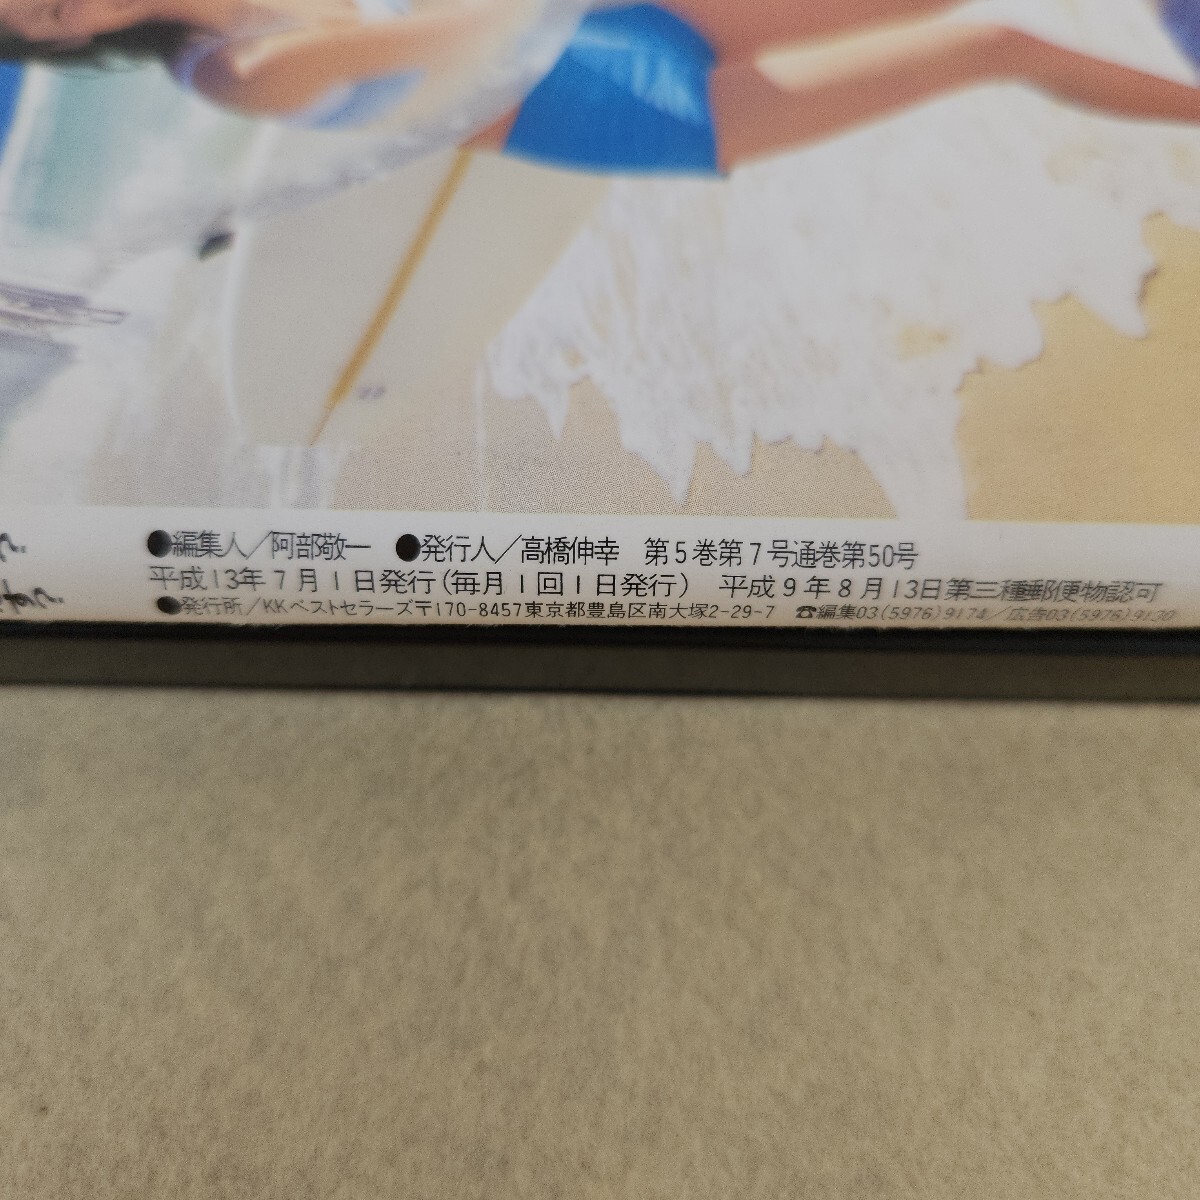 ●編集人／阿部敬一　●発行人／高橋伸幸　第5巻第7号通巻第50号
平成13年7月1日発行(毎月1回1日発行)　平成9年8月13日第三種郵便物認可
●発行所／KKベストセラーズ〒170-8457東京都豊島区南大塚2-29-7　☎編集03(5976)9174／広告03(5976)9130